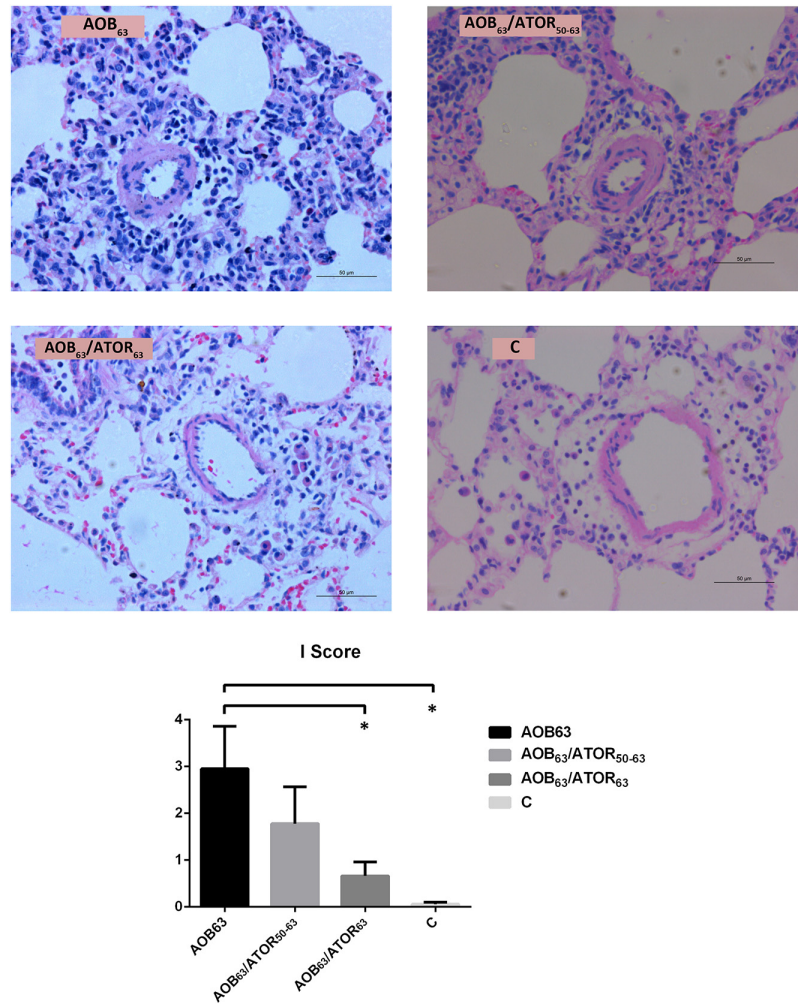 AOB63
AOB63/ATOR50-63
50 µm
50 µm
AOB63/ATOR63
C
50 µm
50 µm
I Score
*
*
4
3
2
1
0
AOB63
AOB63/ATOR50-63
AOB63/ATOR63
C
AOB63
AOB63/ATOR50-63
AOB63/ATOR63
C